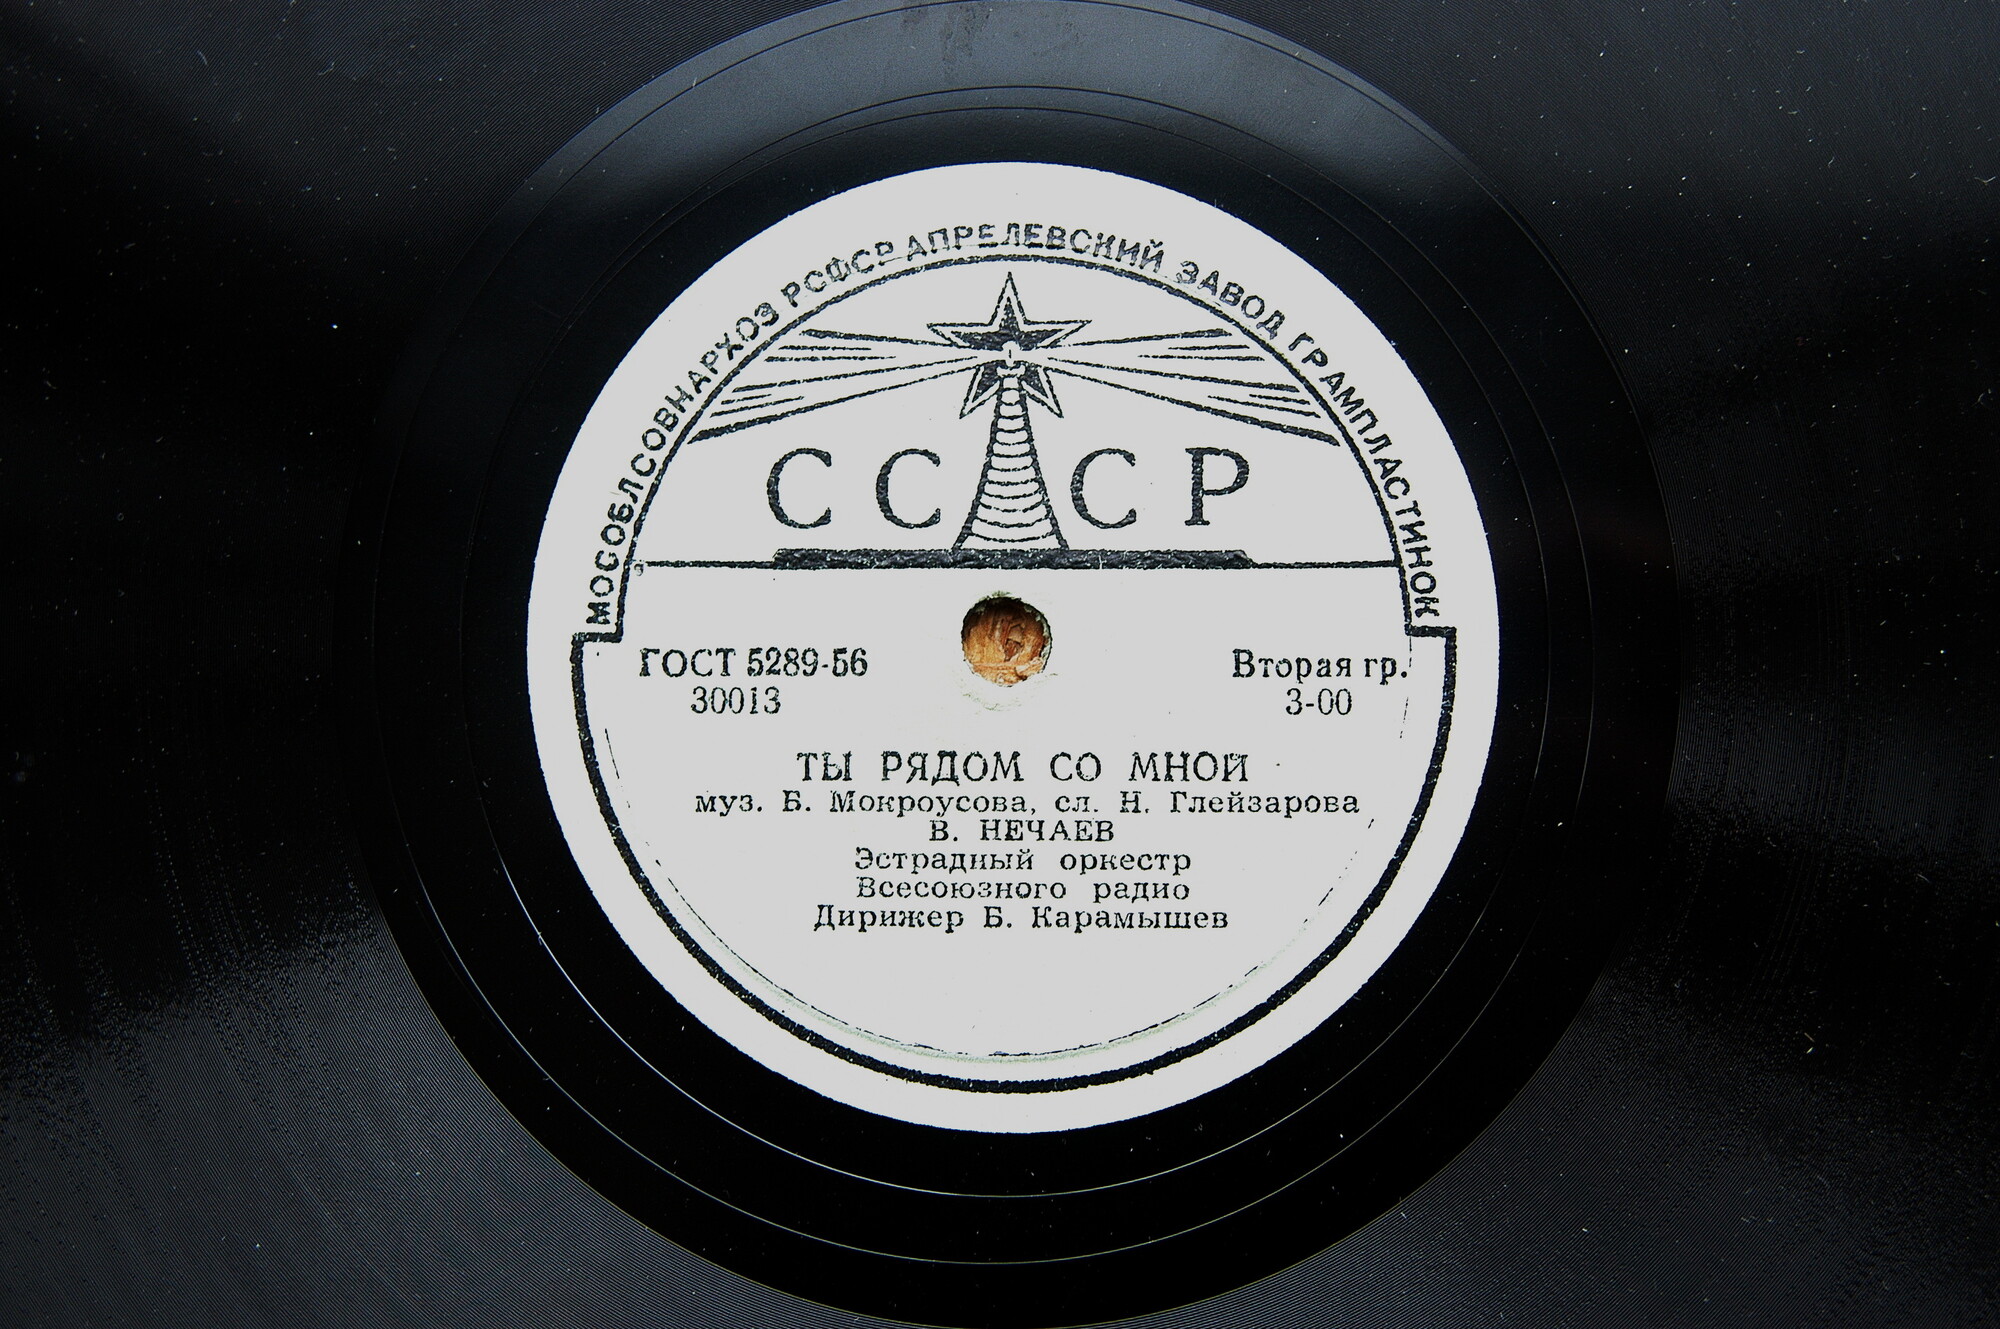 МОСОБЛСОВНАРХОЗ РСФСР АПРЕЛЕВСКИЙ ЗАВОД ГРАМПЛАСТИНОК
СССР
ГОСТ 5289-56
30013
Вторая гр.
3-00
ТЫ РЯДОМ СО МНОЙ
муз. Б. Мокроусова, сл. Н. Глейзарова
В. НЕЧАЕВ
Эстрадный оркестр
Всесоюзного радио
Дирижер Б. Карамышев